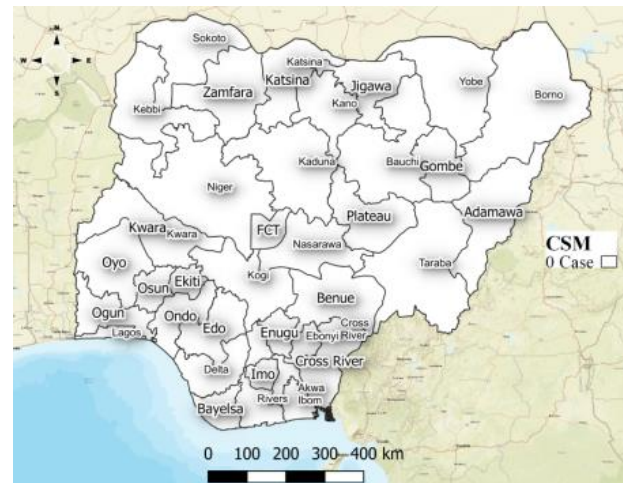 N
W E
S
Sokoto
Katsina
Katsina
Jigawa
Yobe
Zamfara
Borno
Kebbi
Kano
Kaduna
Bauchi
Gombe
Niger
Plateau
Adamawa
Kwara
Kwara
FCT
Nasarawa
CSM
0 Case
Oyo
Kogi
Taraba
Ekiti
Osun
Benue
Ogun
Ondo
Edo
Enugu
Cross
River
Ebonyi
Lagos
Cross River
Delta
Imo
Akwa
Ibom
Bayelsa
Rivers
0 100 200 300 400 km